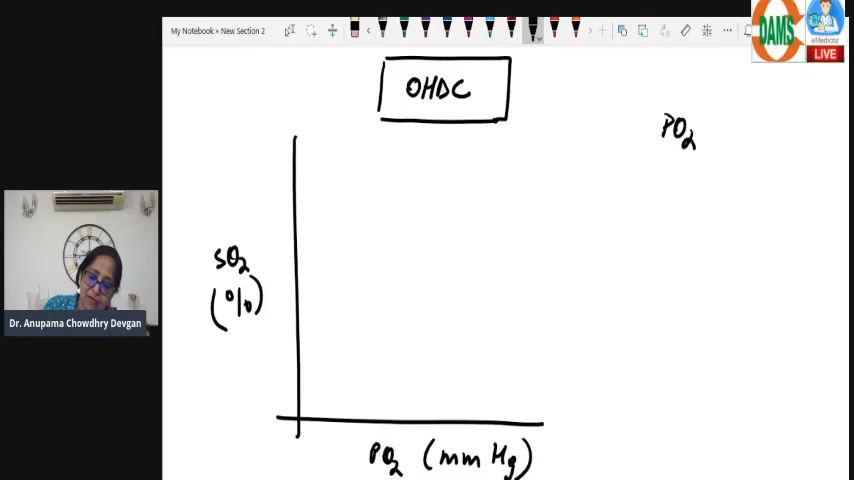 My Notebook » New Section 2
DAMS
eMedicoz
LIVE
OHDC
PO2
SO2
(%)
Dr. Anupama Chowdhry Devgan
PO2 (mm Hg)